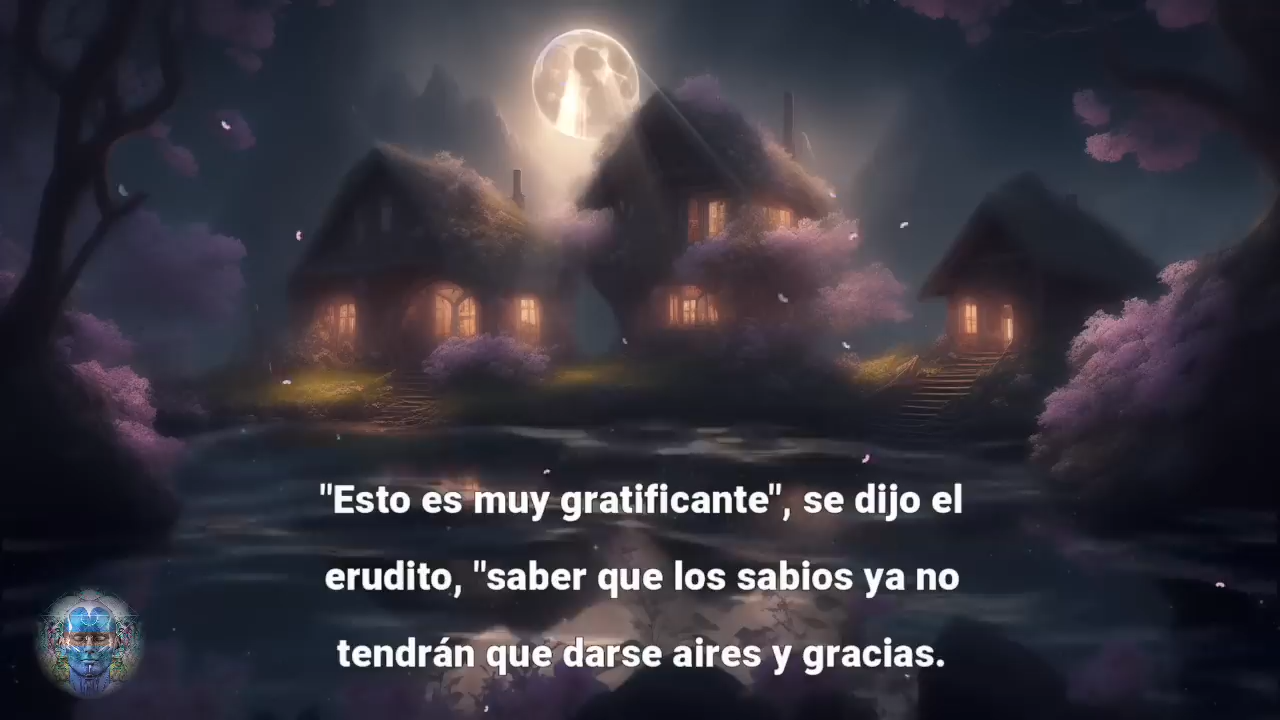 "Esto es muy gratificante", se dijo el
erudito, "saber que los sabios ya no
tendrán que darse aires y gracias.